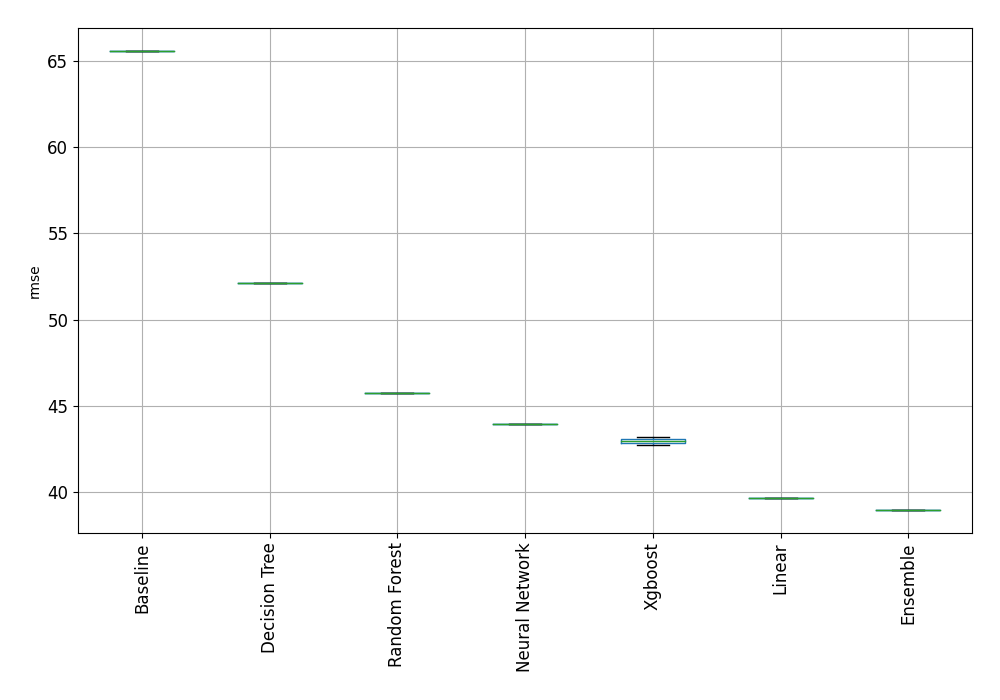 65
60
55
50
45
40
rmse
Baseline
Decision Tree
Random Forest
Neural Network
Xgboost
Linear
Ensemble